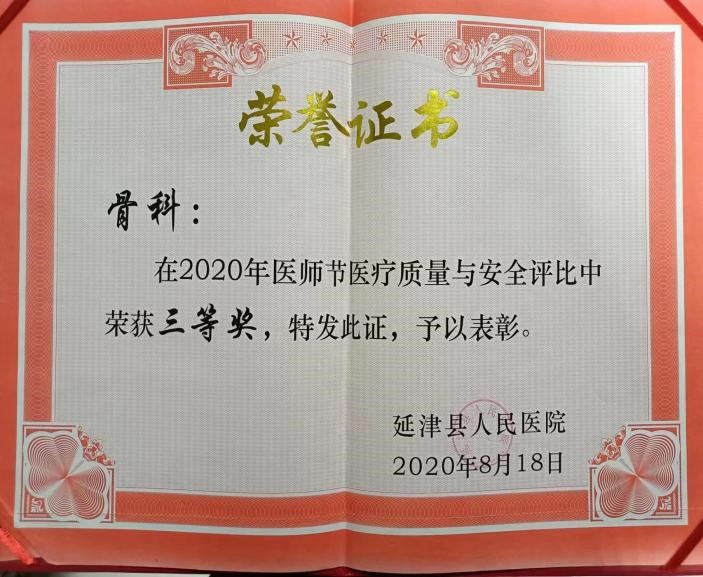 荣誉证书
骨科：
在2020年医师节医疗质量与安全评比中
荣获三等奖，特发此证，予以表彰。
延津县人民医院
2020年8月18日